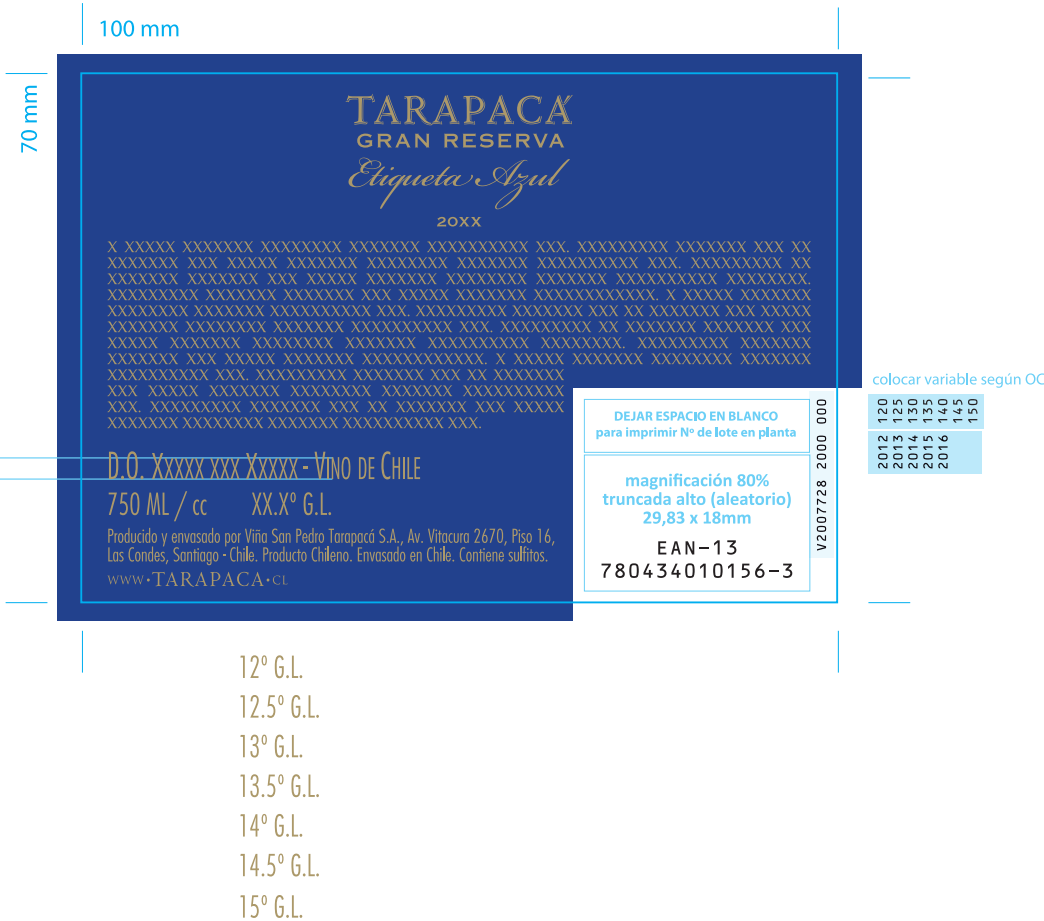 100 mm
70 mm
TARAPACÁ
GRAN RESERVA
Etiqueta Azul
20XX
X XXXXX XXXXXXX XXXXXXXX XXXXXXX XXXXXXXXXX XXX. XXXXXXXXX XXXXXXX XXX XX
XXXXXXX XXX XXXXX XXXXXXX XXXXXXXX XXXXXXX XXXXXXXXXX XXX. XXXXXXXXX XX
XXXXXXX XXXXXXX XXX XXXXX XXXXXXX XXXXXXXX XXXXXXX XXXXXXXXXX XXXXXXXX.
XXXXXXXXX XXXXXXX XXXXXXX XXX XXXXX XXXXXXX XXXXXXXXXXXX. X XXXXX XXXXXXX
XXXXXXXX XXXXXXX XXXXXXXXXX XXX. XXXXXXXXX XXXXXXX XXX XX XXXXXXX XXX XXXXX
XXXXXXX XXXXXXXX XXXXXXX XXXXXXXXXX XXX. XXXXXXXXX XX XXXXXXX XXXXXXX XXX
XXXXX XXXXXXX XXXXXXXX XXXXXXX XXXXXXXXXX XXXXXXXX. XXXXXXXXX XXXXXXX
XXXXXXX XXX XXXXX XXXXXXX XXXXXXXXXXXX. X XXXXX XXXXXXX XXXXXXXX XXXXXXX
XXXXXXXXXX XXX. XXXXXXXXX XXXXXXX XXX XX XXXXXXX
XXX XXXXX XXXXXXX XXXXXXXX XXXXXXX XXXXXXXXXX
XXX. XXXXXXXXX XXXXXXX XXX XX XXXXXXX XXX XXXXX
XXXXXXX XXXXXXXX XXXXXXX XXXXXXXXXX XXX.
D.O. XXXXX XXX XXXXX - VINO DE CHILE
750 ML / cc XX.Xº G.L.
Producido y envasado por Viña San Pedro Tarapacá S.A., Av. Vitacura 2670, Piso 16,
Las Condes, Santiago - Chile. Producto Chileno. Envasado en Chile. Contiene sulfitos.
WWW·TARAPACA·CL
DEJAR ESPACIO EN BLANCO
para imprimir Nº de lote en planta
magnificación 80%
truncada alto (aleatorio)
29,83 x 18mm
EAN-13
780434010156-3
V2007728 2000 000
colocar variable según OC
2012 120
2013 125
2014 130
2015 135
2016 140
145
150
12º G.L.
12.5º G.L.
13º G.L.
13.5º G.L.
14º G.L.
14.5º G.L.
15º G.L.